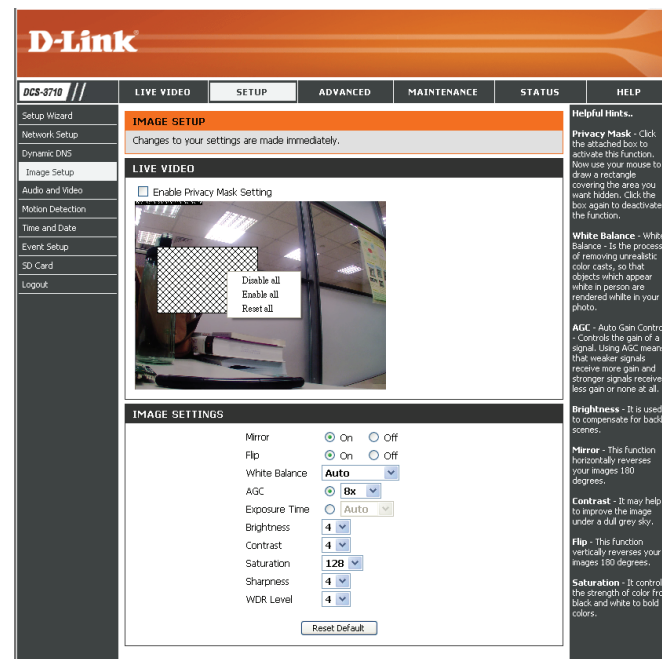 D-Link
DCS-3710
LIVE VIDEO
SETUP
ADVANCED
MAINTENANCE
STATUS
HELP
Setup Wizard
Network Setup
Dynamic DNS
Image Setup
Audio and Video
Motion Detection
Time and Date
Event Setup
SD Card
Logout
IMAGE SETUP
Changes to your settings are made immediately.
LIVE VIDEO
Enable Privacy Mask Setting
Disable all
Enable all
Reset all
IMAGE SETTINGS
Mirror On Off
Flip On Off
White Balance Auto
AGC 8x
Exposure Time Auto
Brightness 4
Contrast 4
Saturation 128
Sharpness 4
WDR Level 4
Reset Default
Helpful Hints..
Privacy Mask - Click
the attached box to
activate this function.
Now use your mouse to
draw a rectangle
covering the area you
want hidden. Click the
box again to deactivate
the function.
White Balance - White
Balance - Is the process
of removing unrealistic
color casts, so that
objects which appear
white in person are
rendered whilte in your
photo.
AGC - Auto Gain Contro
- Controls the gain of a
signal. Using AGC means
that weaker signals
receive more gain and
stronger signals receive
less gain or none at all.
Brightness - It is used
to compensate for backl
scenes.
Mirror - This function
horizontally reverses
your images 180
degrees.
Contrast - It may help
to improve the image
under a dull grey sky.
Flip - This function
vertically reverses your
images 180 degrees.
Saturation - It control
the strength of color fro
black and white to bold
colors.